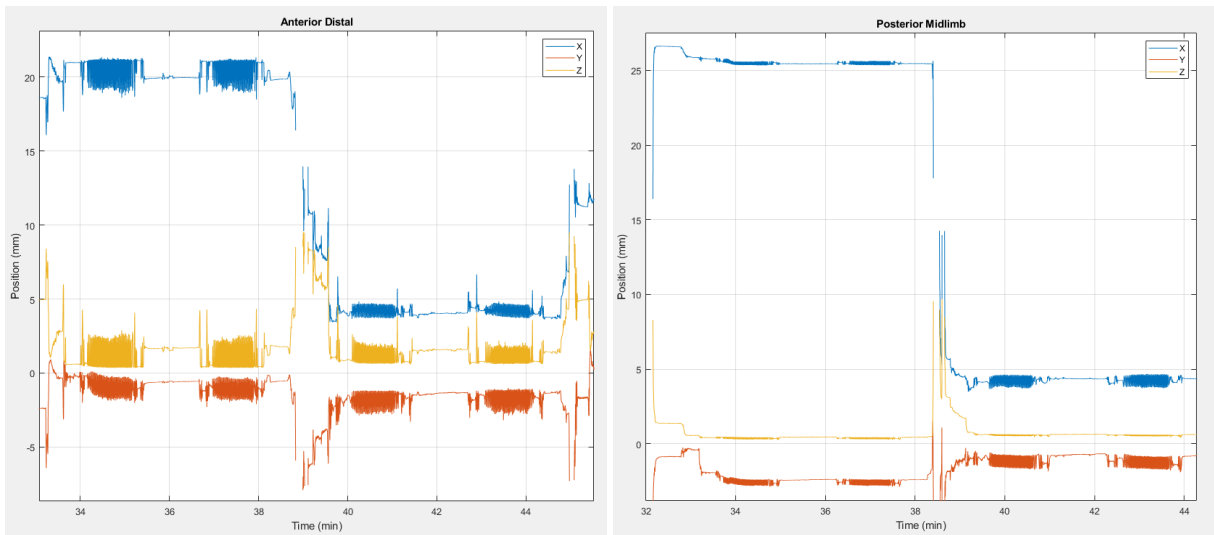 Anterior Distal
X
Y
Z
20
15
10
5
0
-5
Position (mm)
34
36
38
40
42
44
Time (min)
Posterior Midlimb
X
Y
Z
25
20
15
10
5
0
Position (mm)
32
34
36
38
40
42
44
Time (min)